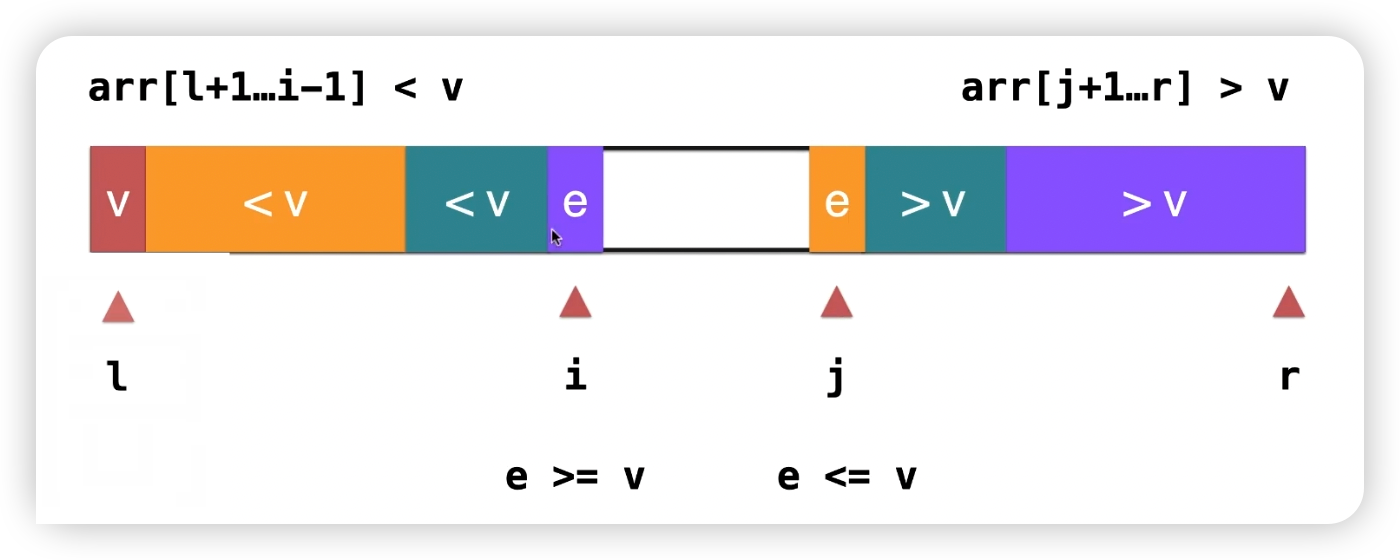 arr[l+1…i-1] < v arr[j+1…r] > v
v < v < v e e > v > v
l i j r
e >= v e <= v